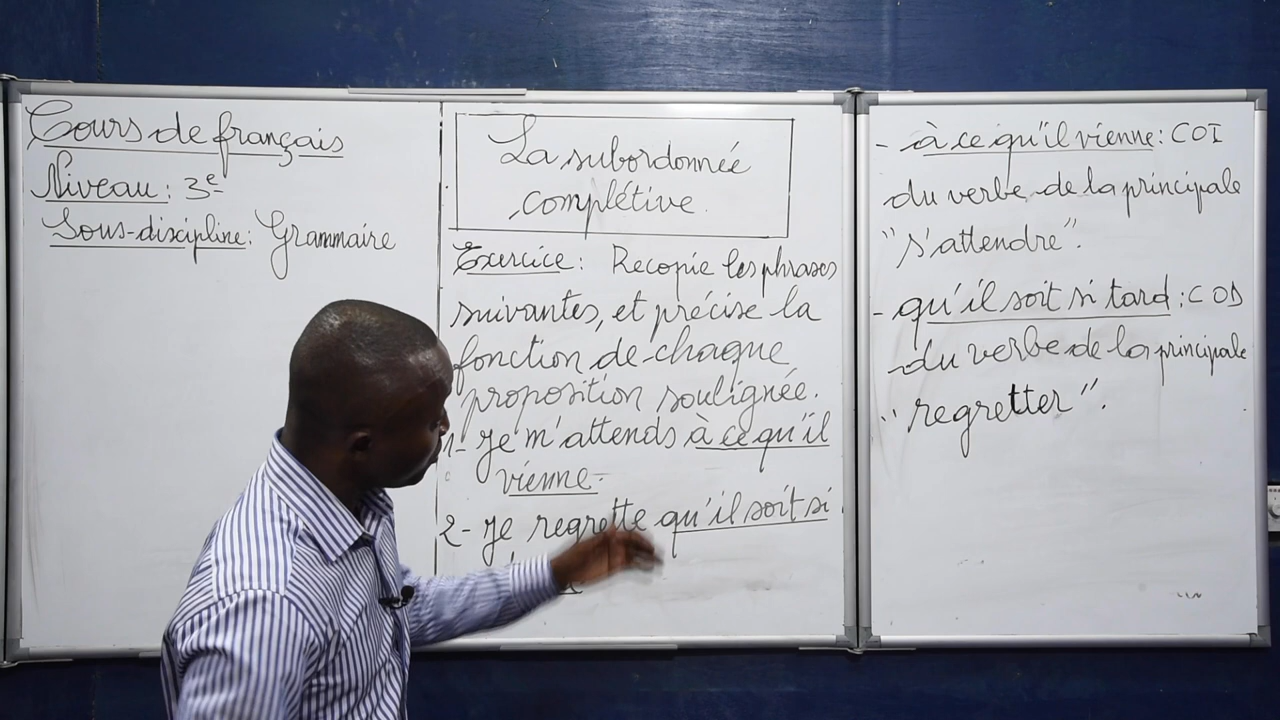 Cours de français
Niveau: 3e
Sous-discipline: Grammaire
La subordonnée
complétive.
Exercice: Recopie les phrases
suivantes, et précise la
fonction de chaque
proposition soulignée.
1- Je m'attends à ce qu'il
vienne.
2- Je regrette qu'il soit si
- à ce qu'il vienne: COI
du verbe de la principale
"s'attendre".
- qu'il soit si tard: COD
du verbe de la principale
"regretter".